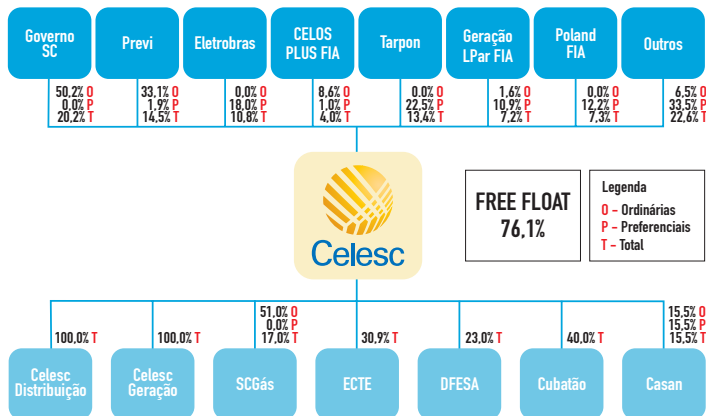 Governo
SC
Previ
Eletrobras
CELOS
PLUS FIA
Tarpon
Geração
LPar FIA
Poland
FIA
Outros
50,2% O
0,0% P
20,2% T
33,1% O
1,9% P
14,5% T
0,0% O
18,0% P
10,8% T
8,6% O
1,0% P
4,0% T
0,0% O
22,5% P
13,4% T
1,6% O
10,9% P
7,2% T
0,0% O
12,2% P
7,3% T
6,5% O
33,5% P
22,6% T
Celesc
FREE FLOAT
76,1%
Legenda
O – Ordinárias
P – Preferenciais
T – Total
100,0% T
100,0% T
51,0% O
0,0% P
17,0% T
30,9% T
23,0% T
40,0% T
15,5% O
15,5% P
15,5% T
Celesc
Distribuição
Celesc
Geração
SCGás
ECTE
DFESA
Cubatão
Casan